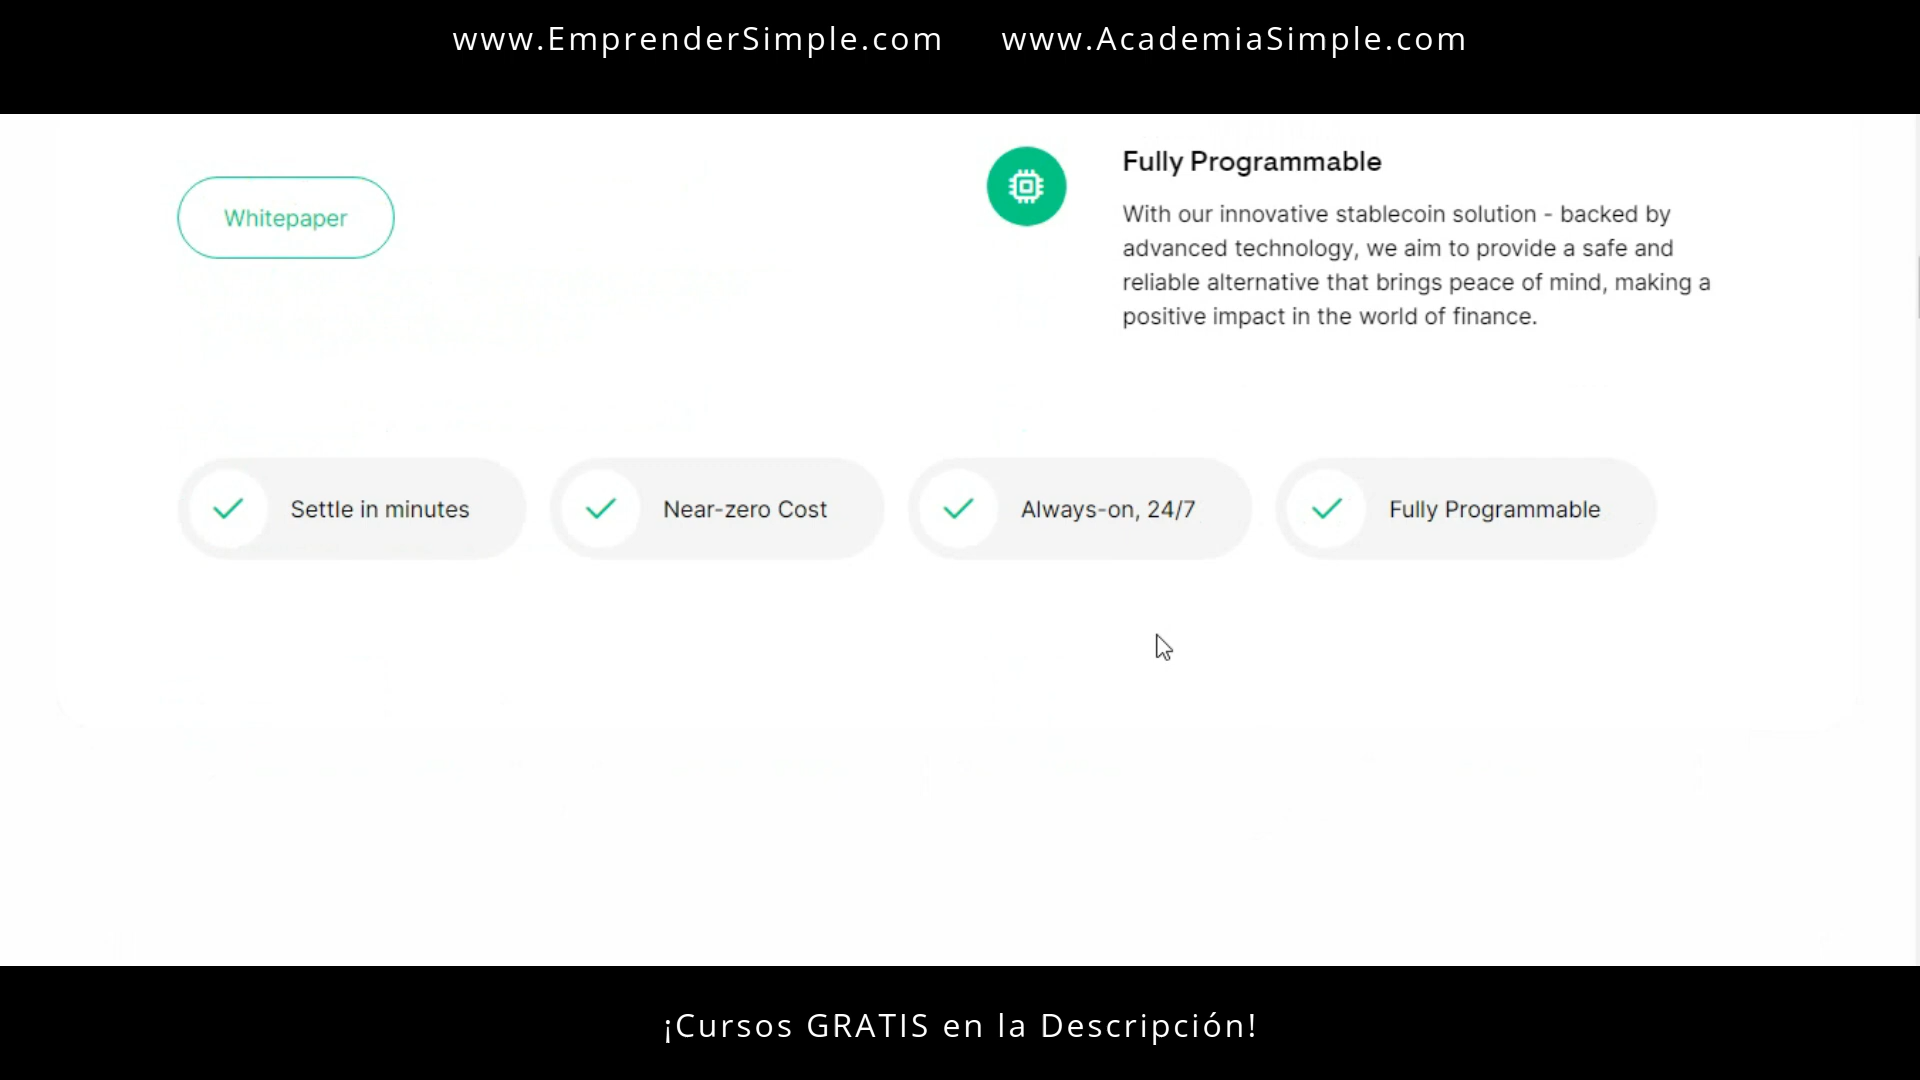 www.EmprenderSimple.com www.AcademiaSimple.com
Whitepaper
Fully Programmable
With our innovative stablecoin solution - backed by
advanced technology, we aim to provide a safe and
reliable alternative that brings peace of mind, making a
positive impact in the world of finance.
Settle in minutes
Near-zero Cost
Always-on, 24/7
Fully Programmable
¡Cursos GRATIS en la Descripción!